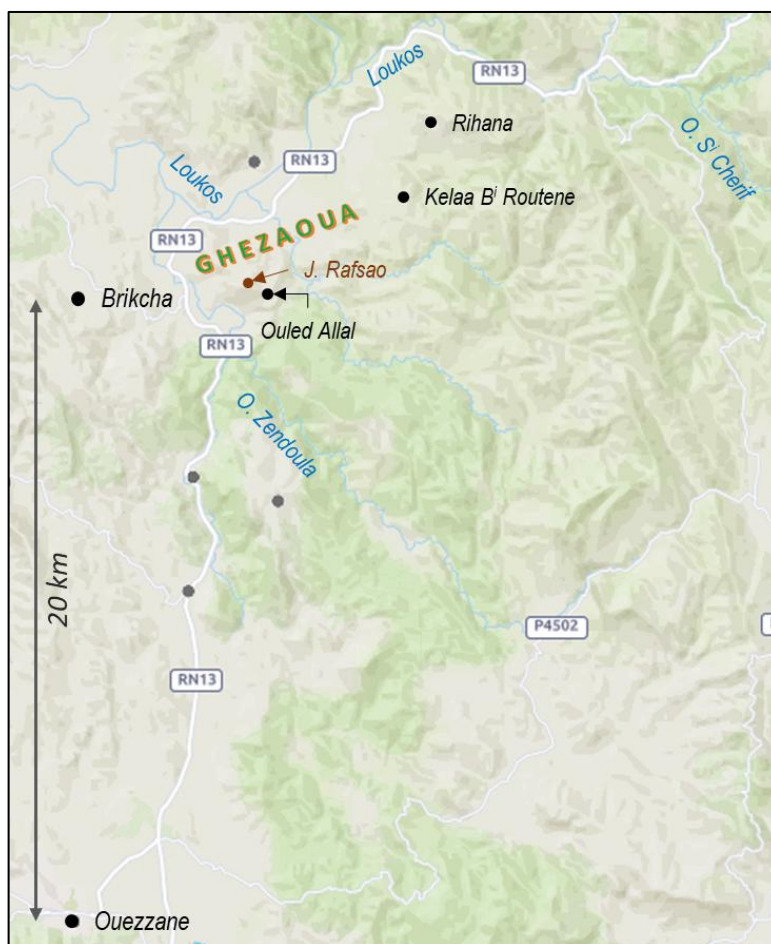 Loukos
RN13
Rihana
O. Sⁱ Cherif
RN13
Loukos
Kelaa Bⁱ Routene
RN13
GHEZAOUA
J. Rafsao
Brikcha
Ouled Allal
RN13
O. Zendoula
20 km
P4502
RN13
Ouezzane